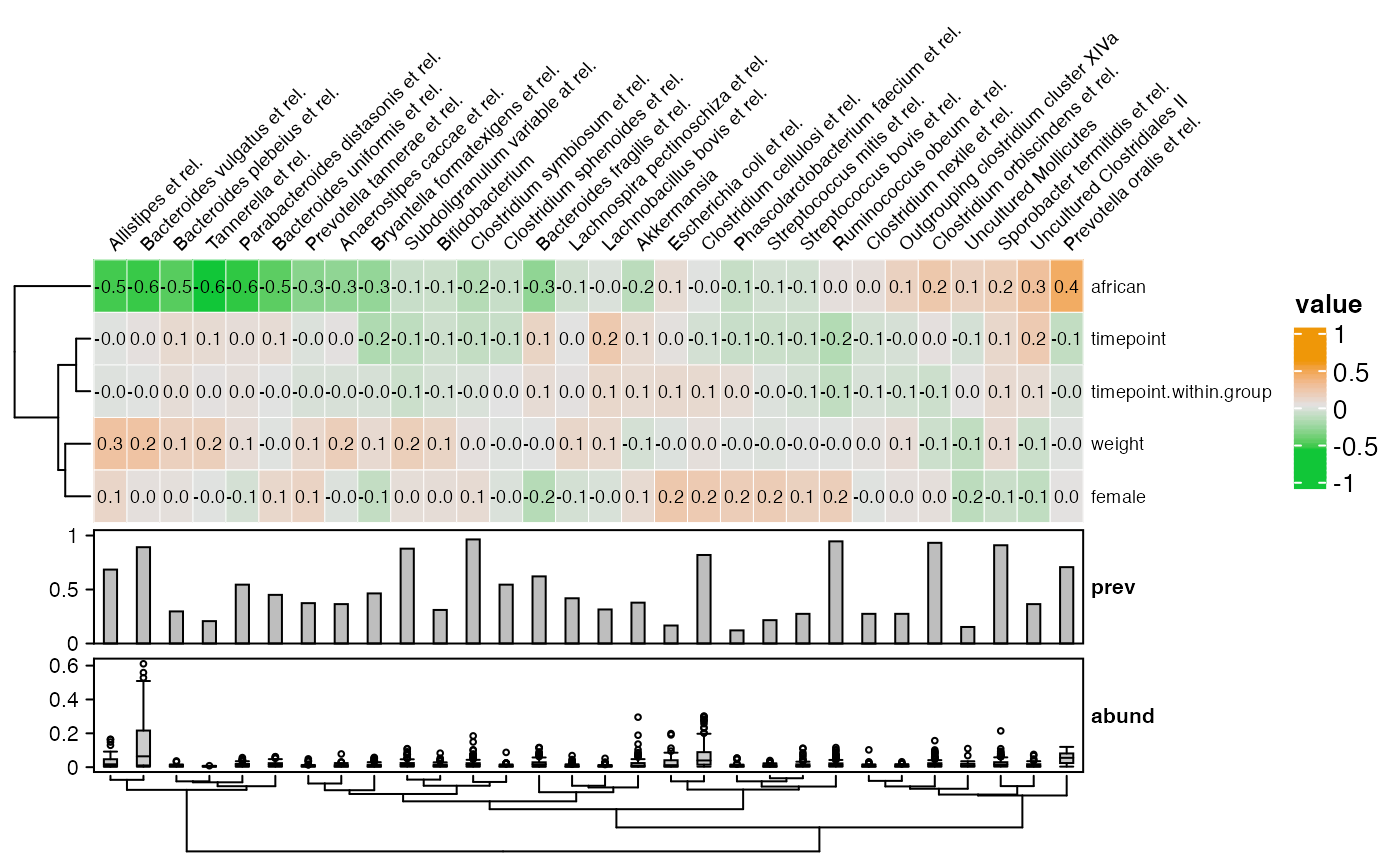 Allistipes et rel.
Bacteroides vulgatus et rel.
Bacteroides plebeius et rel.
Tannerella et rel.
Parabacteroides distasonis et rel.
Bacteroides uniformis et rel.
Prevotella tannerae et rel.
Anaerostipes caccae et rel.
Bryantella formatexigens et rel.
Subdoligranulum variable at rel.
Bifidobacterium
Clostridium symbiosum et rel.
Clostridium sphenoides et rel.
Bacteroides fragilis et rel.
Lachnospira pectinoschiza et rel.
Lachnobacillus bovis et rel.
Akkermansia
Escherichia coli et rel.
Clostridium cellulosi et rel.
Phascolarctobacterium faecium et rel.
Streptococcus mitis et rel.
Streptococcus bovis et rel.
Ruminococcus obeum et rel.
Clostridium nexile et rel.
Outgrouping clostridium cluster XIVa
Clostridium orbiscindens et rel.
Uncultured Mollicutes
Sporobacter termitidis et rel.
Uncultured Clostridiales II
Prevotella oralis et rel.
-0.5 -0.6 -0.5 -0.6 -0.6 -0.5 -0.3 -0.3 -0.3 -0.1 -0.1 -0.2 -0.1 -0.3 -0.1 -0.0 -0.2 0.1 -0.0 -0.1 -0.1 -0.1 0.0 0.0 0.1 0.2 0.1 0.2 0.3 0.4 african
-0.0 0.0 0.1 0.1 0.0 0.1 -0.0 0.0 -0.2 -0.1 -0.1 -0.1 -0.1 0.1 0.0 0.2 0.1 0.0 -0.1 -0.1 -0.1 -0.1 -0.2 -0.1 -0.0 0.0 -0.1 0.1 0.2 -0.1 timepoint
-0.0 -0.0 0.0 -0.0 0.0 -0.0 -0.0 -0.0 -0.0 -0.1 -0.1 -0.0 -0.0 0.1 0.0 0.1 0.1 0.1 0.1 0.0 -0.0 -0.1 -0.1 -0.1 -0.1 -0.1 0.0 0.1 0.1 -0.0 timepoint.within.group
0.3 0.2 0.1 0.2 0.1 -0.0 0.1 0.2 0.1 0.2 0.1 0.0 -0.0 -0.0 0.1 0.1 -0.1 -0.0 0.0 -0.0 -0.0 -0.0 -0.0 0.0 0.1 -0.1 -0.1 0.1 -0.1 -0.0 weight
0.1 0.0 0.0 -0.0 -0.1 0.1 0.1 -0.0 -0.1 0.0 0.0 0.1 -0.0 -0.2 -0.1 -0.0 0.1 0.2 0.2 0.2 0.2 0.1 0.2 -0.0 0.0 0.0 -0.2 -0.1 -0.1 0.0 female
value
1
0.5
0
-0.5
-1
1
0.5
0
prev
0.6
0.4
0.2
0
abund